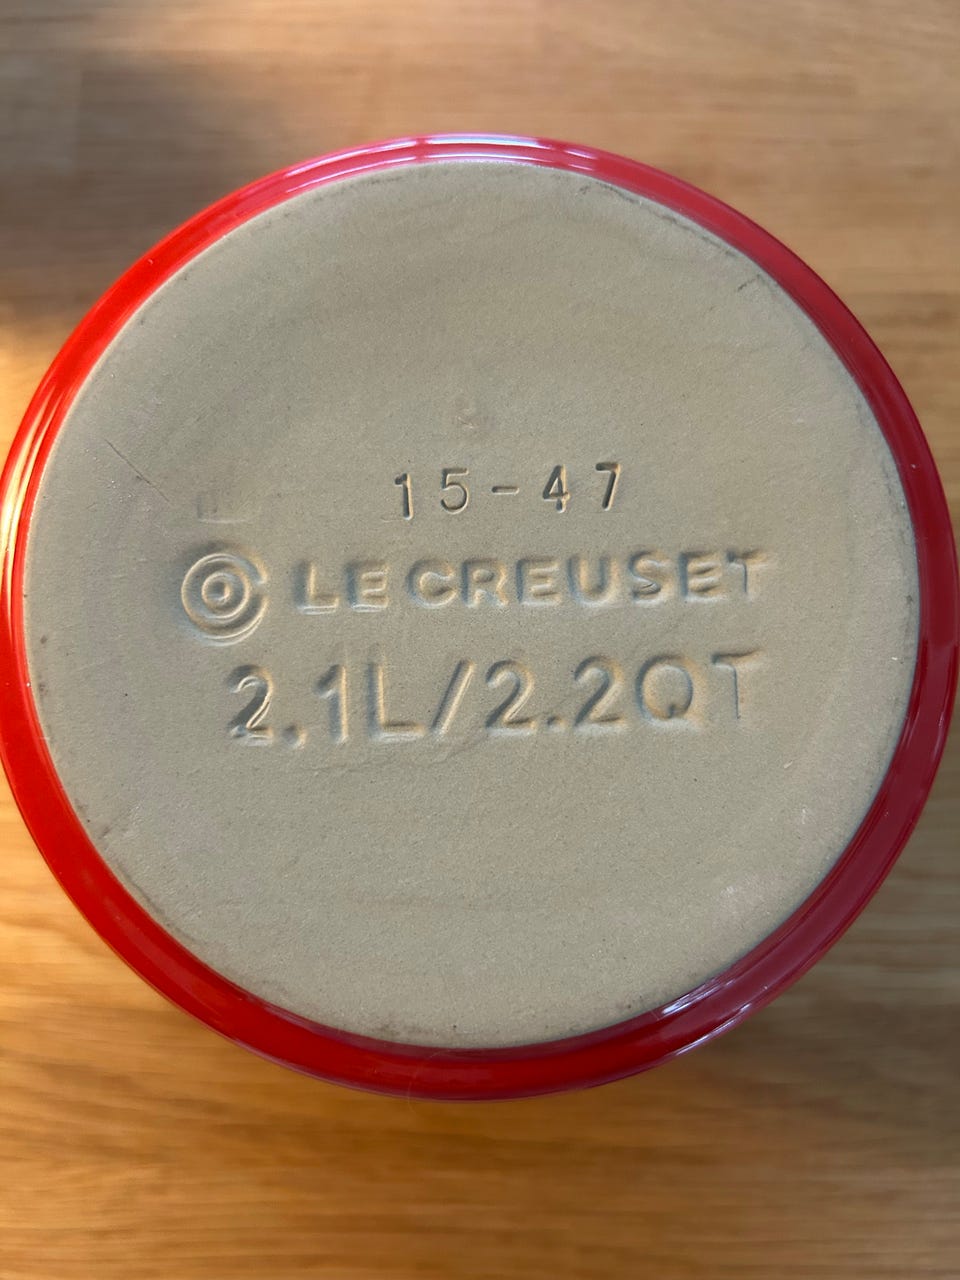 15-47
LE CREUSET
2.1L/2.2QT